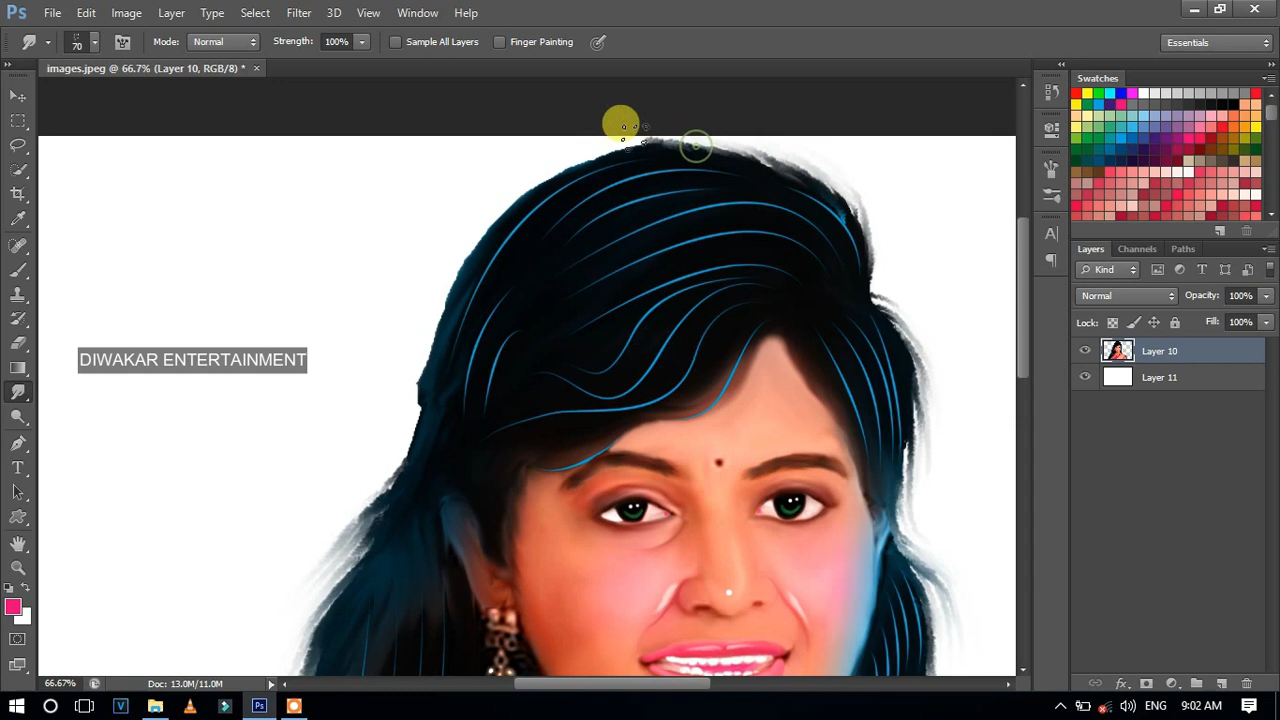 Ps File Edit Image Layer Type Select Filter 3D View Window Help
70 Mode: Normal Strength: 100% Sample All Layers Finger Painting Essentials
images.jpeg @ 66.7% (Layer 10, RGB/8) * ×
Swatches
Layers Channels Paths
Kind
Normal Opacity: 100%
Lock: Fill: 100%
Layer 10
Layer 11
DIWAKAR ENTERTAINMENT
66.67% Doc: 13.0M/11.0M
ENG 9:02 AM